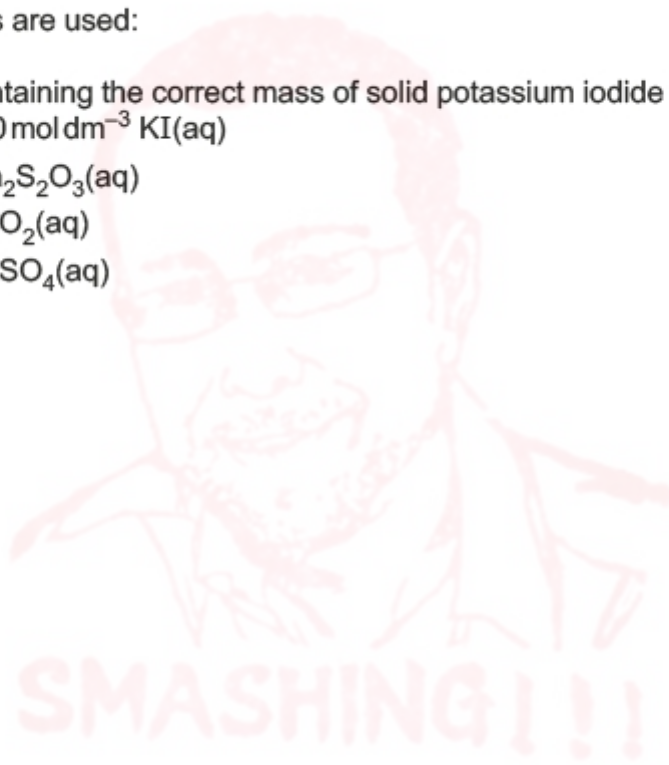 s are used:
ntaining the correct mass of solid potassium iodide
0 mol dm⁻³ KI(aq)
₂S₂O₃(aq)
O₂(aq)
SO₄(aq)
SMASHING!!!